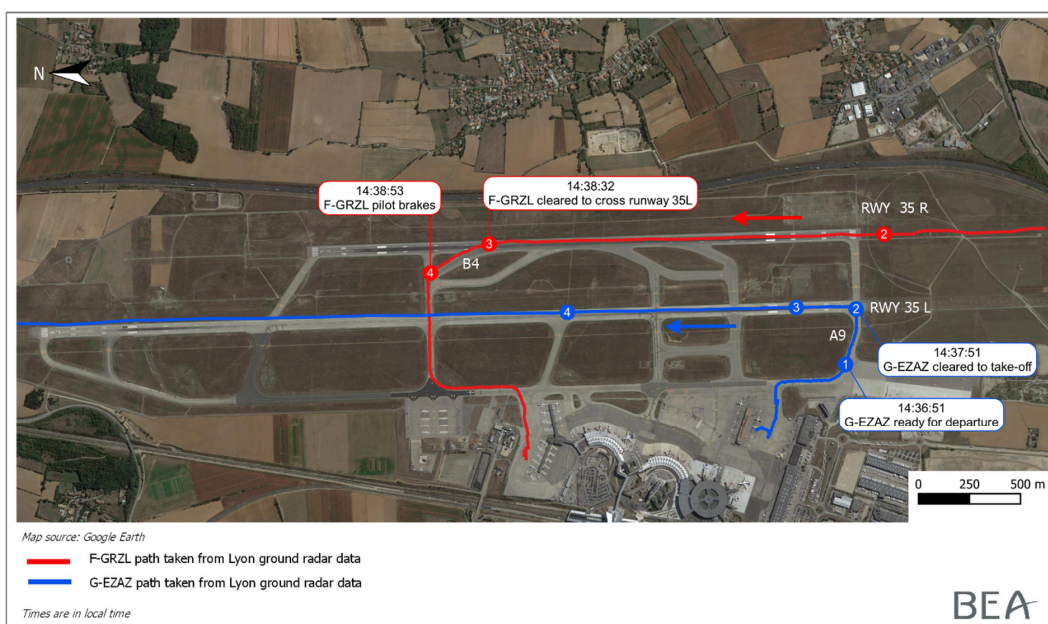 N
14:38:53
F-GRZL pilot brakes
14:38:32
F-GRZL cleared to cross runway 35L
RWY 35 R
2
3
B4
4
4
3
2
RWY 35 L
A9
14:37:51
G-EZAZ cleared to take-off
1
14:36:51
G-EZAZ ready for departure
0 250 500 m
Map source: Google Earth
F-GRZL path taken from Lyon ground radar data
G-EZAZ path taken from Lyon ground radar data
Times are in local time
BEA